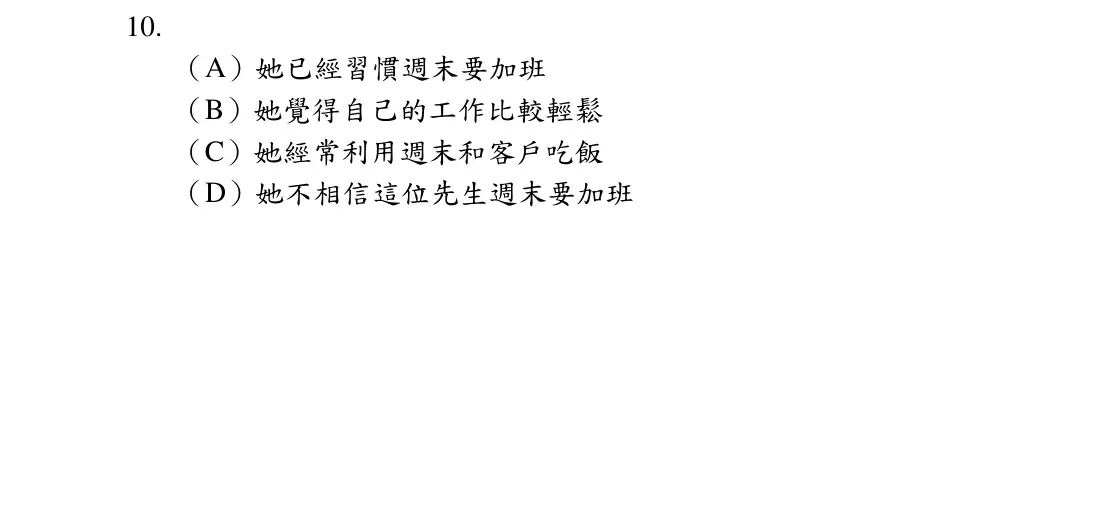 10.
（A）她已經習慣週末要加班
（B）她覺得自己的工作比較輕鬆
（C）她經常利用週末和客戶吃飯
（D）她不相信這位先生週末要加班